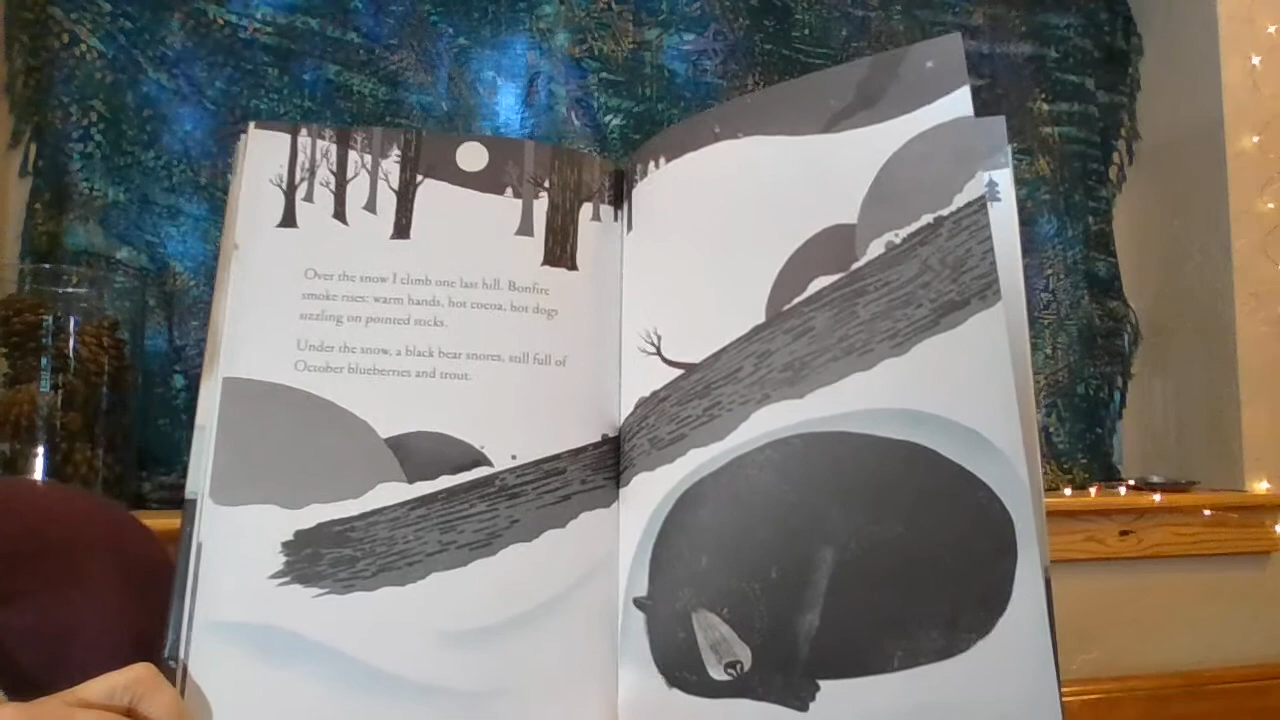 Over the snow I climb one last hill. Bonfire
smoke rises: warm hands, hot cocoa, hot dogs
sizzling on pointed sticks.
Under the snow, a black bear snores, still full of
October blueberries and trout.